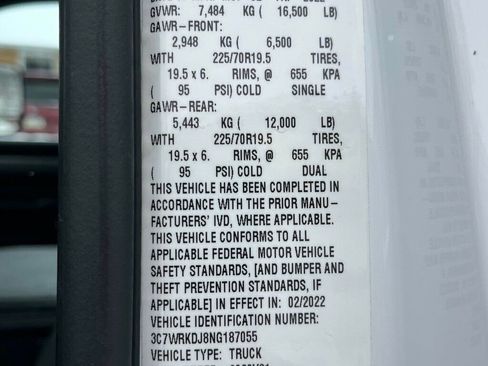 GVWR: 7,484 KG ( 16,500 LB)
GAWR–FRONT:
2,948 KG ( 6,500 LB)
WITH 225/70R19.5 TIRES,
19.5 x 6. RIMS, @ 655 KPA
( 95 PSI) COLD SINGLE
GAWR–REAR:
5,443 KG ( 12,000 LB)
WITH 225/70R19.5 TIRES,
19.5 x 6. RIMS, @ 655 KPA
( 95 PSI) COLD DUAL
THIS VEHICLE HAS BEEN COMPLETED IN
ACCORDANCE WITH THE PRIOR MANU–
FACTURERS' IVD, WHERE APPLICABLE.
THIS VEHICLE CONFORMS TO ALL
APPLICABLE FEDERAL MOTOR VEHICLE
SAFETY STANDARDS, [AND BUMPER AND
THEFT PREVENTION STANDARDS, IF
APPLICABLE] IN EFFECT IN: 02/2022
VEHICLE IDENTIFICATION NUMBER:
3C7WRKDJ8NG187055
VEHICLE TYPE: TRUCK